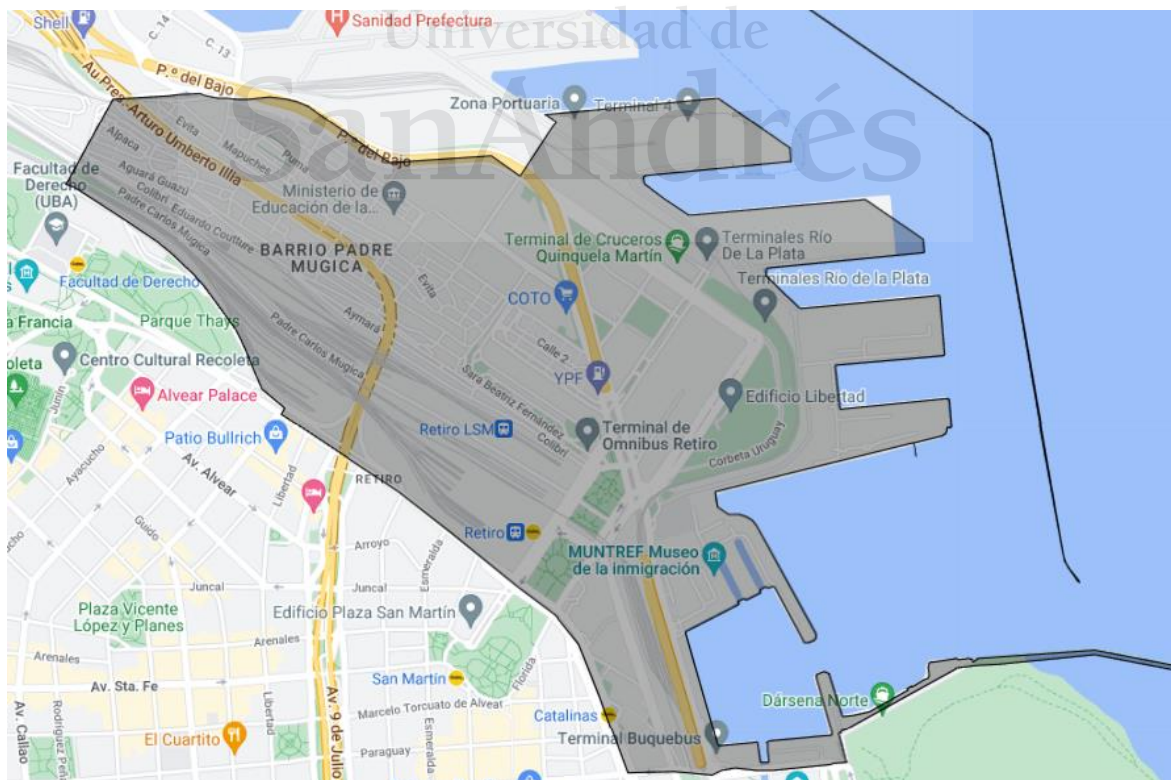 Universidad de
SanAndrés
Shell
C. 14
C. 13
Sanidad Prefectura
P.º del Bajo
Au Pres. Arturo Umberto Illia
Zona Portuaria
Terminal 4
Evita
Alpaca
Mapuches
Puma
P.º del Bajo
Facultad de
Derecho
(UBA)
Aguará Guazú
Colibrí
Eduardo Coutture
Padre Carlos Mugica
Ministerio de
Educación de la...
BARRIO PADRE
MUGICA
Terminal de Cruceros
Quinquela Martín
Terminales Río
De La Plata
Terminales Río de la Plata
Facultad de Derecho
Evita
COTO
Parque Thays
a Francia
Aymará
Calle 2
Centro Cultural Recoleta
oleta
Padre Carlos Mugica
Sara Beatriz Fernández
YPF
Junín
Alvear Palace
Edificio Libertad
Patio Bullrich
Retiro LSM
Colibrí
Terminal de
Omnibus Retiro
Ayacucho
Av. Alvear
Libertad
Corbeta Uruguay
RETIRO
Guido
Retiro
Arroyo
Esmeralda
MUNTREF Museo
de la inmigración
Juncal
Juncal
Plaza Vicente
López y Planes
Edificio Plaza San Martín
Arenales
Arenales
Florida
Av. Sta. Fe
San Martín
Dársena Norte
Av. Callao
Rodríguez Peña
Libertad
Av. 9 de Julio
Marcelo Torcuato de Alvear
Catalinas
Terminal Buquebus
El Cuartito
Paraguay
Esmeralda